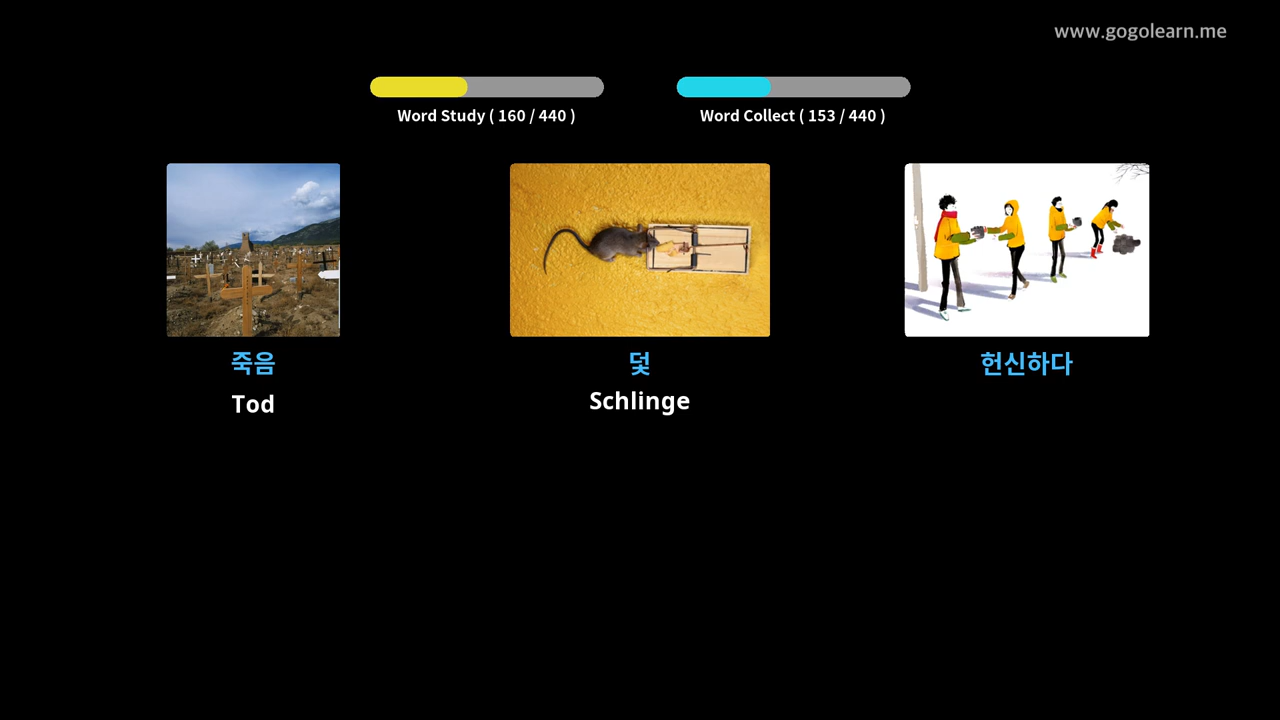 www.gogolearn.me
Word Study ( 160 / 440 )
Word Collect ( 153 / 440 )
죽음
덫
헌신하다
Tod
Schlinge